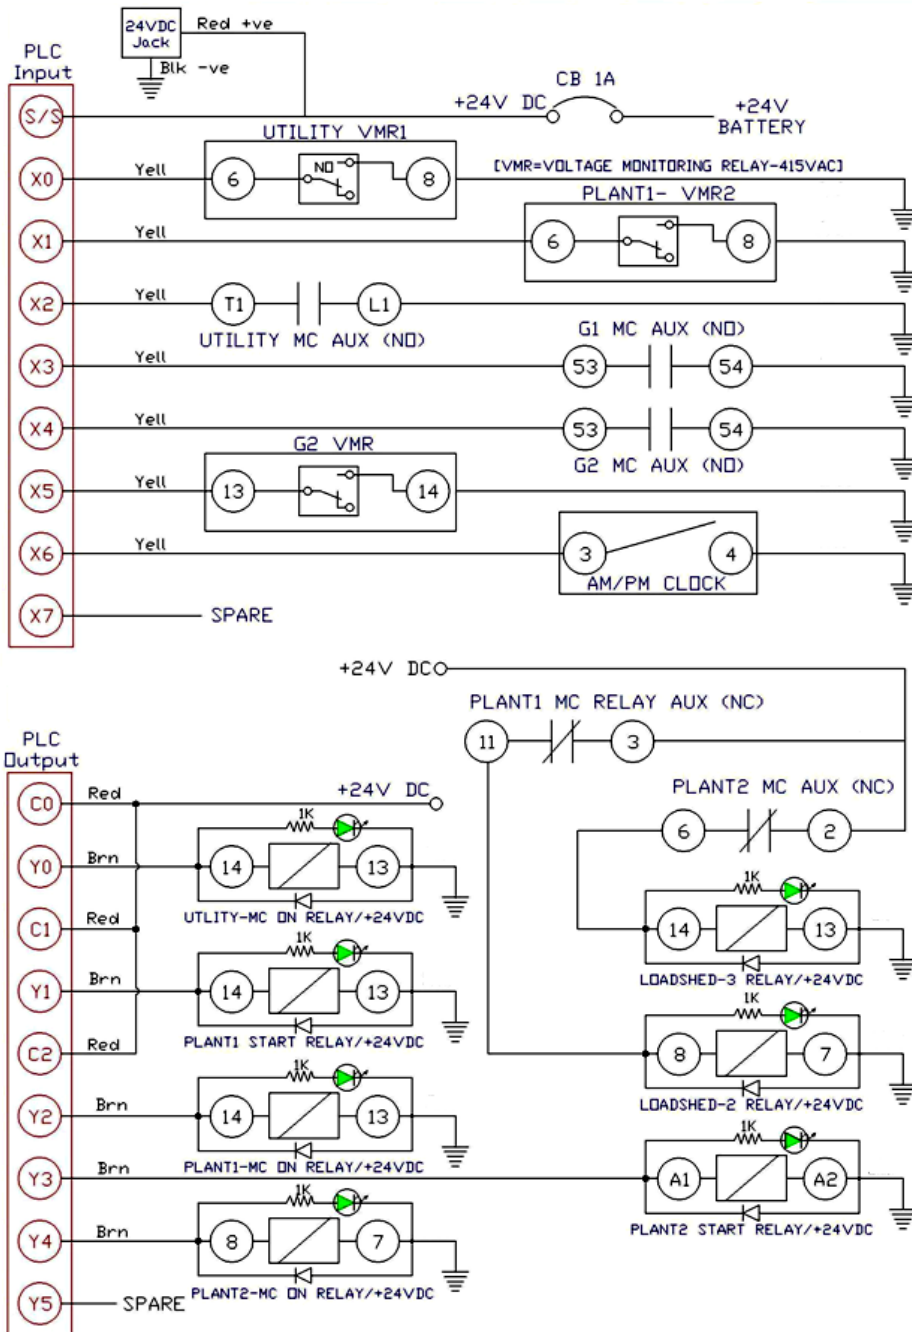 24VDC
Jack
Red +ve
Blk -ve
PLC
Input
S/S
+24V DC
CB 1A
+24V
BATTERY
UTILITY VMR1
X0
Yell
6
NO
8
[VMR=VOLTAGE MONITORING RELAY-415VAC]
PLANT1- VMR2
X1
Yell
6
8
X2
Yell
T1
L1
UTILITY MC AUX (NO)
G1 MC AUX (NO)
X3
Yell
53
54
X4
Yell
53
54
G2 MC AUX (NO)
G2 VMR
X5
Yell
13
14
X6
Yell
3
4
AM/PM CLOCK
X7
SPARE
+24V DC
PLANT1 MC RELAY AUX (NC)
11
3
PLC
Output
C0
Red
+24V DC
PLANT2 MC AUX (NC)
6
2
1K
Y0
Brn
14
13
UTLITY-MC ON RELAY/+24VDC
1K
14
13
LOADSHED-3 RELAY/+24VDC
C1
Red
1K
Y1
Brn
14
13
PLANT1 START RELAY/+24VDC
1K
8
7
LOADSHED-2 RELAY/+24VDC
C2
Red
1K
Y2
Brn
14
13
PLANT1-MC ON RELAY/+24VDC
Y3
Brn
1K
A1
A2
PLANT2 START RELAY/+24VDC
1K
Y4
Brn
8
7
PLANT2-MC ON RELAY/+24VDC
Y5
SPARE